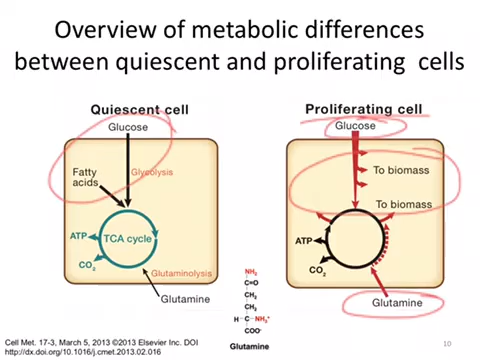 Overview of metabolic differences
between quiescent and proliferating cells
Quiescent cell
Glucose
Fatty
acids
Glycolysis
ATP
TCA cycle
CO2
Glutaminolysis
Glutamine
Proliferating cell
Glucose
To biomass
To biomass
ATP
CO2
Glutamine
NH2
C=O
CH2
CH2
H C NH3+
COO-
Glutamine
Cell Met. 17-3, March 5, 2013 ©2013 Elsevier Inc. DOI
http://dx.doi.org/10.1016/j.cmet.2013.02.016
10